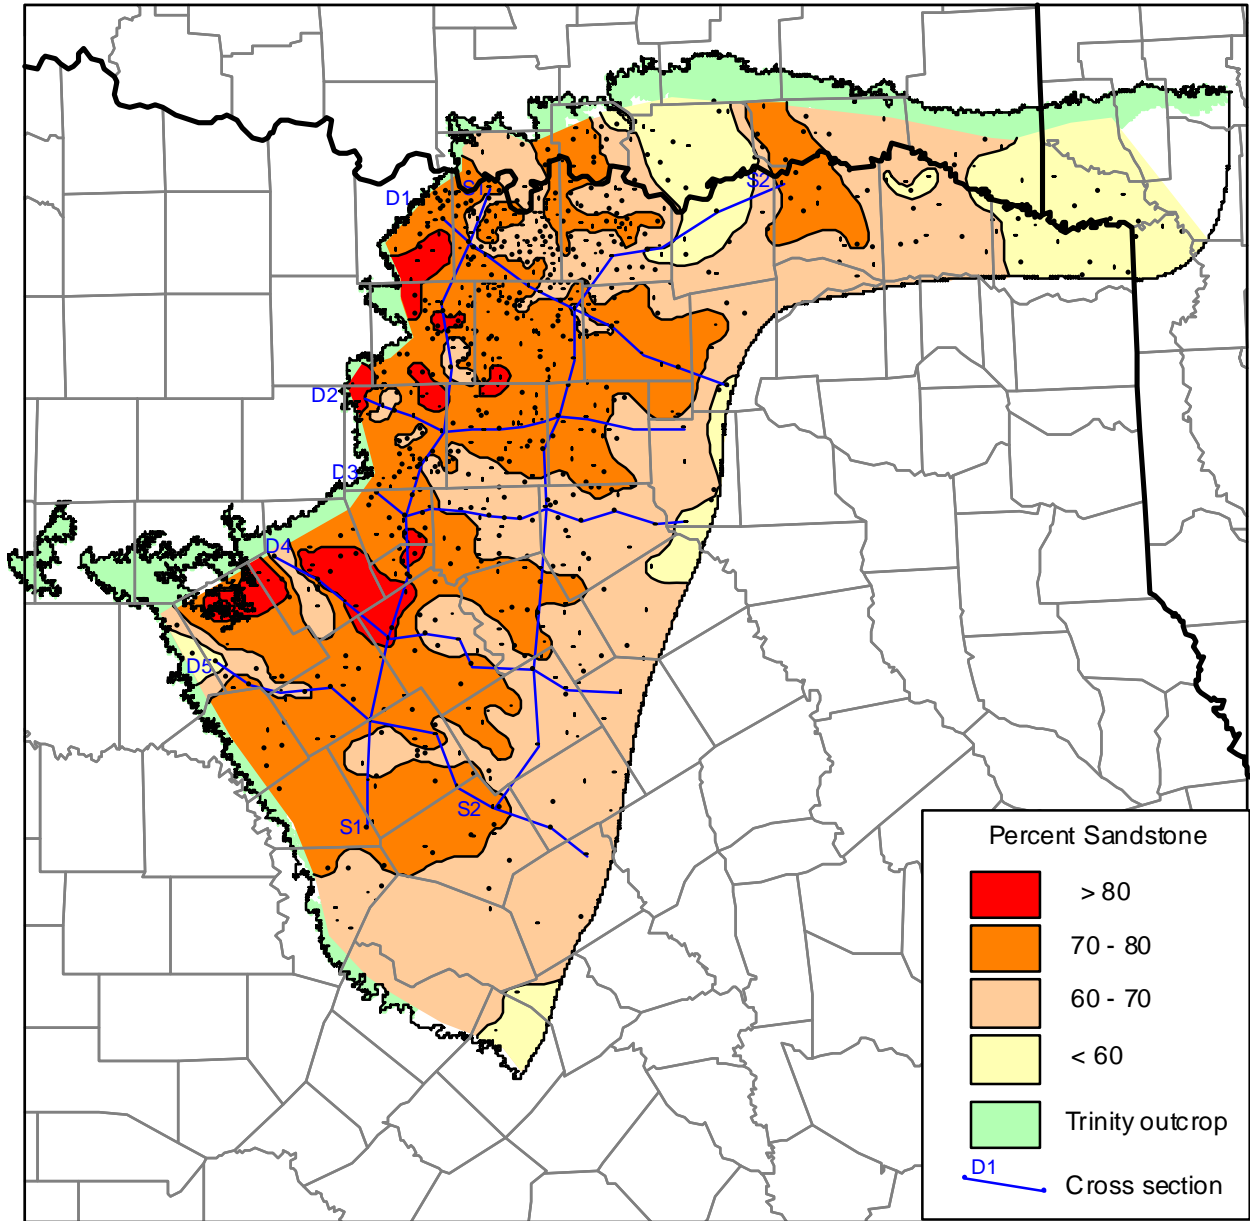 D1
S1
S2
D2
D3
D4
D5
S1
S2
Percent Sandstone
> 80
70 - 80
60 - 70
< 60
Trinity outcrop
D1
Cross section